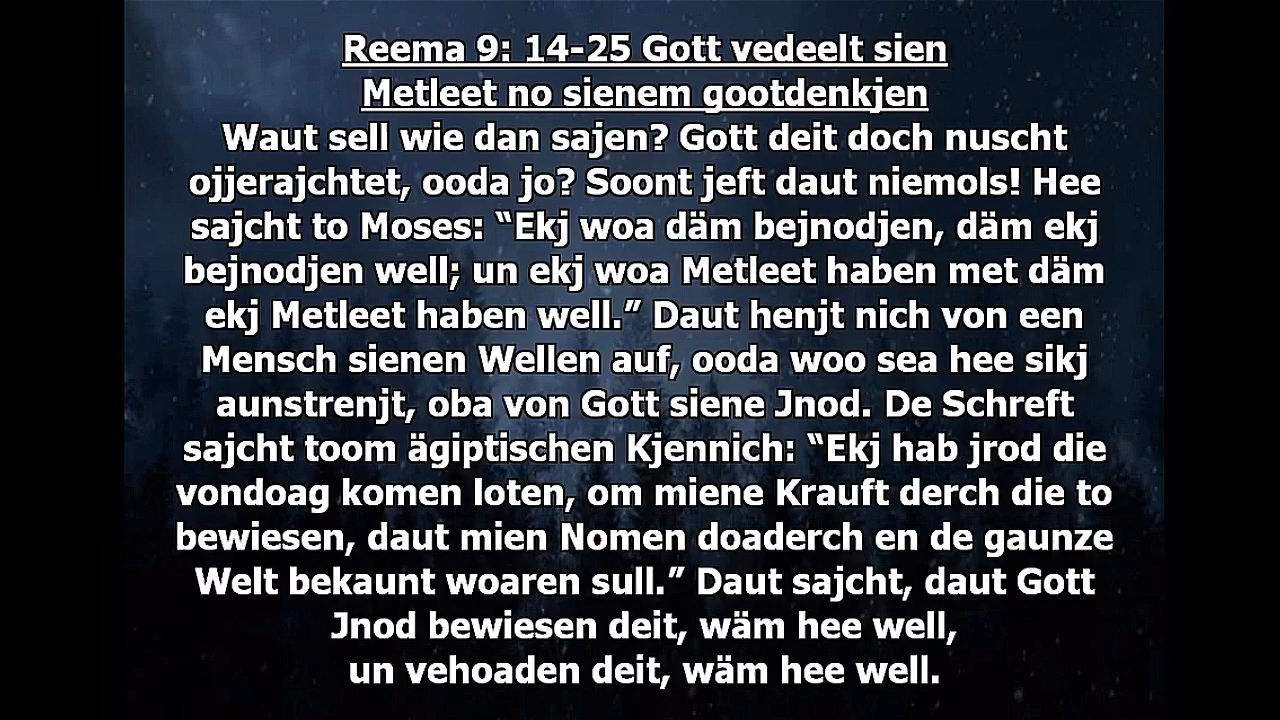 Reema 9: 14-25 Gott vedeelt sien
Metleet no sienem gootdenkjen
Waut sell wie dan sajen? Gott deit doch nuscht
ojjerajchtet, ooda jo? Soont jeft daut niemols! Hee
sajcht to Moses: “Ekj woa däm bejnodjen, däm ekj
bejnodjen well; un ekj woa Metleet haben met däm
ekj Metleet haben well.” Daut henjt nich von een
Mensch sienen Wellen auf, ooda woo sea hee sikj
aunstrenjt, oba von Gott siene Jnod. De Schreft
sajcht toom ägiptischen Kjennich: “Ekj hab jrod die
vondoag komen loten, om miene Krauft derch die to
bewiesen, daut mien Nomen doaderch en de gaunze
Welt bekaunt woaren sull.” Daut sajcht, daut Gott
Jnod bewiesen deit, wäm hee well,
un vehoaden deit, wäm hee well.